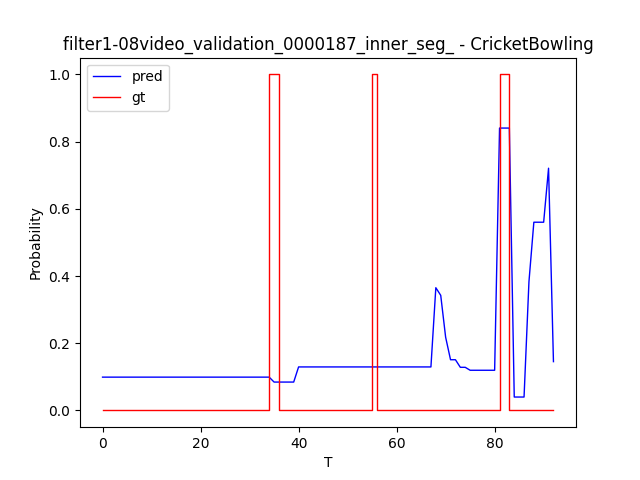 filter1-08video_validation_0000187_inner_seg_ - CricketBowling
pred
gt
1.0
0.8
0.6
0.4
0.2
0.0
Probability
0 20 40 60 80
T